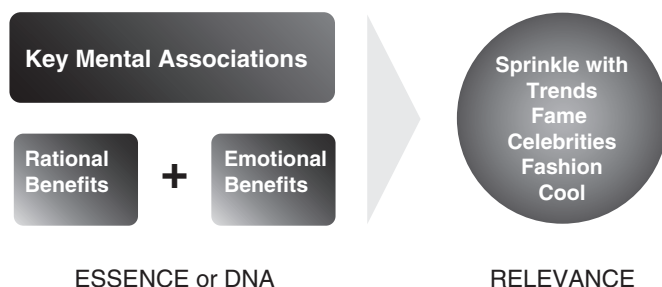 Key Mental Associations
Rational
Benefits
+
Emotional
Benefits
ESSENCE or DNA
Sprinkle with
Trends
Fame
Celebrities
Fashion
Cool
RELEVANCE